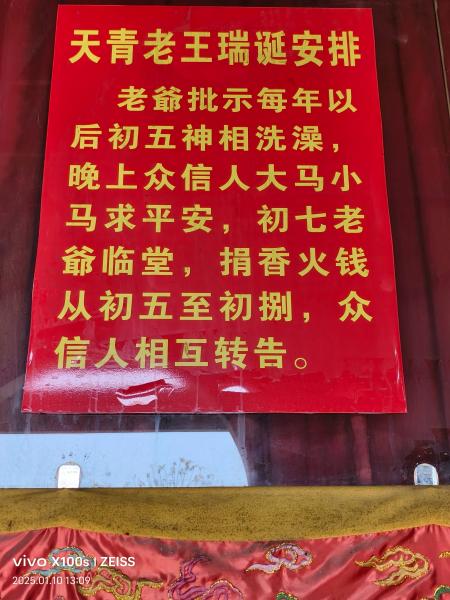 天青老王瑞诞安排
老爺批示每年以
后初五神相洗澡，
晚上众信人大马小
马求平安，初七老
爺临堂，捐香火钱
从初五至初捌，众
信人相互转告。
vivo X100s | ZEISS
2025.01.10 13:09